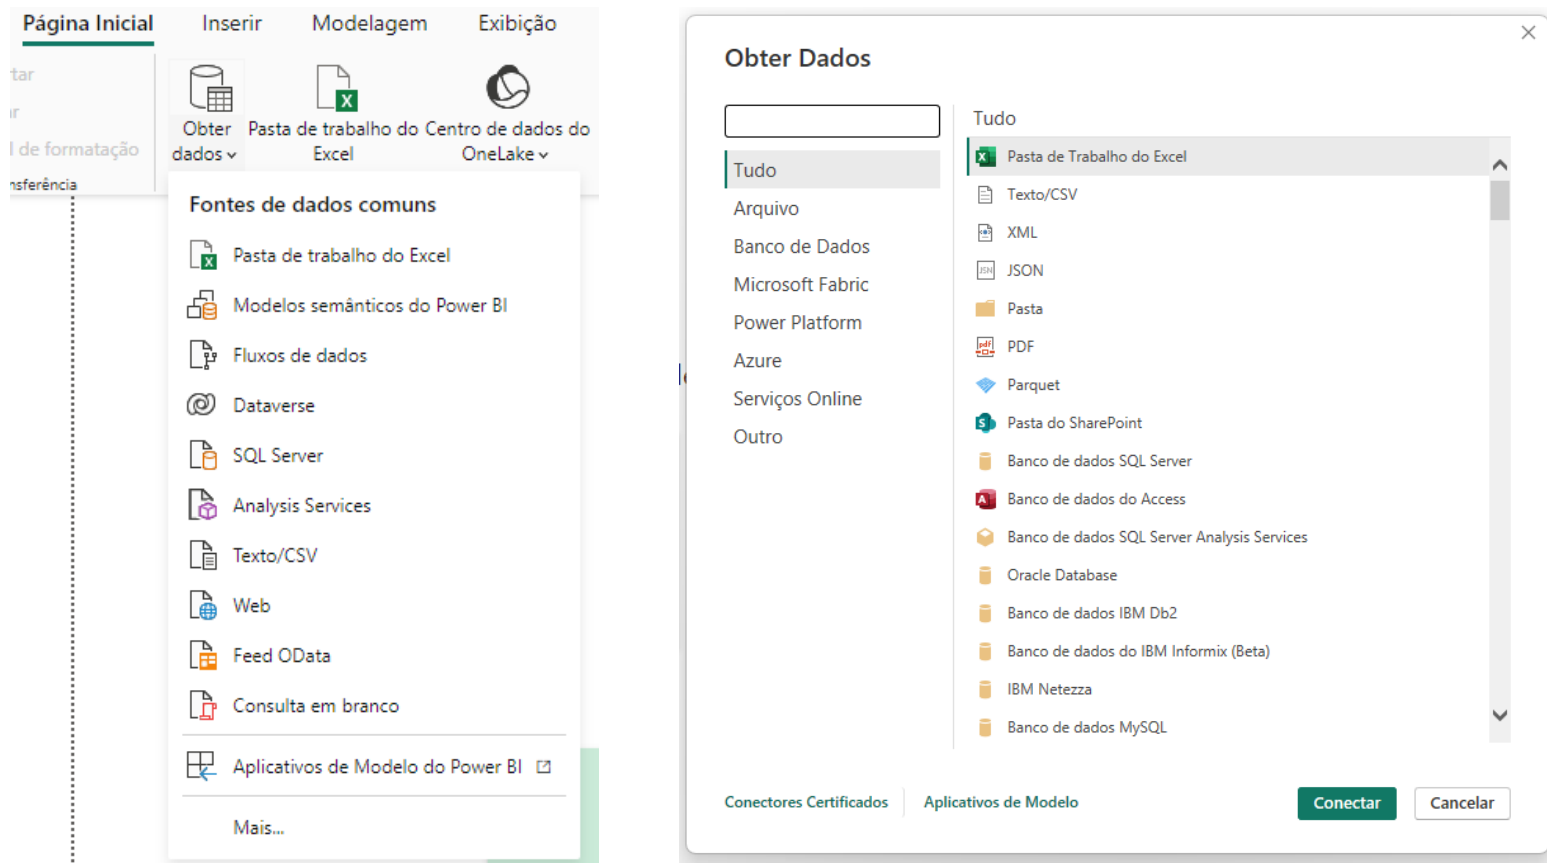 Página Inicial Inserir Modelagem Exibição
Obter dados
Pasta de trabalho do Excel
Centro de dados do OneLake
de formatação
Fontes de dados comuns
Pasta de trabalho do Excel
Modelos semânticos do Power BI
Fluxos de dados
Dataverse
SQL Server
Analysis Services
Texto/CSV
Web
Feed OData
Consulta em branco
Aplicativos de Modelo do Power BI
Mais...
Obter Dados
Tudo
Arquivo
Banco de Dados
Microsoft Fabric
Power Platform
Azure
Serviços Online
Outro
Tudo
Pasta de Trabalho do Excel
Texto/CSV
XML
JSON
Pasta
PDF
Parquet
Pasta do SharePoint
Banco de dados SQL Server
Banco de dados do Access
Banco de dados SQL Server Analysis Services
Oracle Database
Banco de dados IBM Db2
Banco de dados do IBM Informix (Beta)
IBM Netezza
Banco de dados MySQL
Conectores Certificados
Aplicativos de Modelo
Conectar
Cancelar